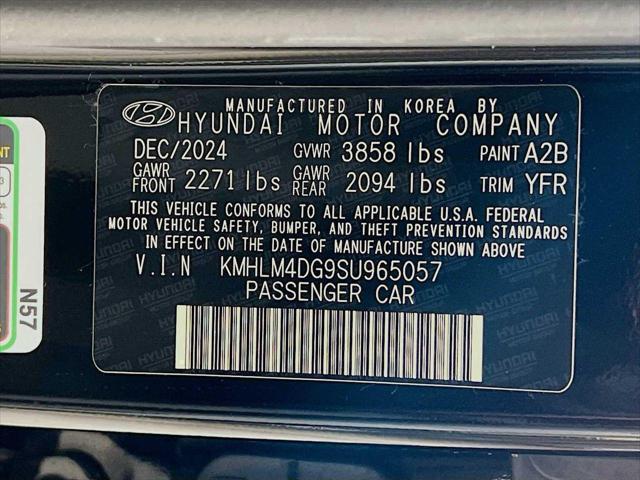 MANUFACTURED IN KOREA BY
HYUNDAI MOTOR COMPANY
DEC/2024 GVWR 3858 lbs PAINT A2B
GAWR FRONT 2271 lbs GAWR REAR 2094 lbs TRIM YFR
THIS VEHICLE CONFORMS TO ALL APPLICABLE U.S.A. FEDERAL
MOTOR VEHICLE SAFETY, BUMPER, AND THEFT PREVENTION STANDARDS
IN EFFECT ON THE DATE OF MANUFACTURE SHOWN ABOVE
V.I.N KMHLM4DG9SU965057
PASSENGER CAR
N57